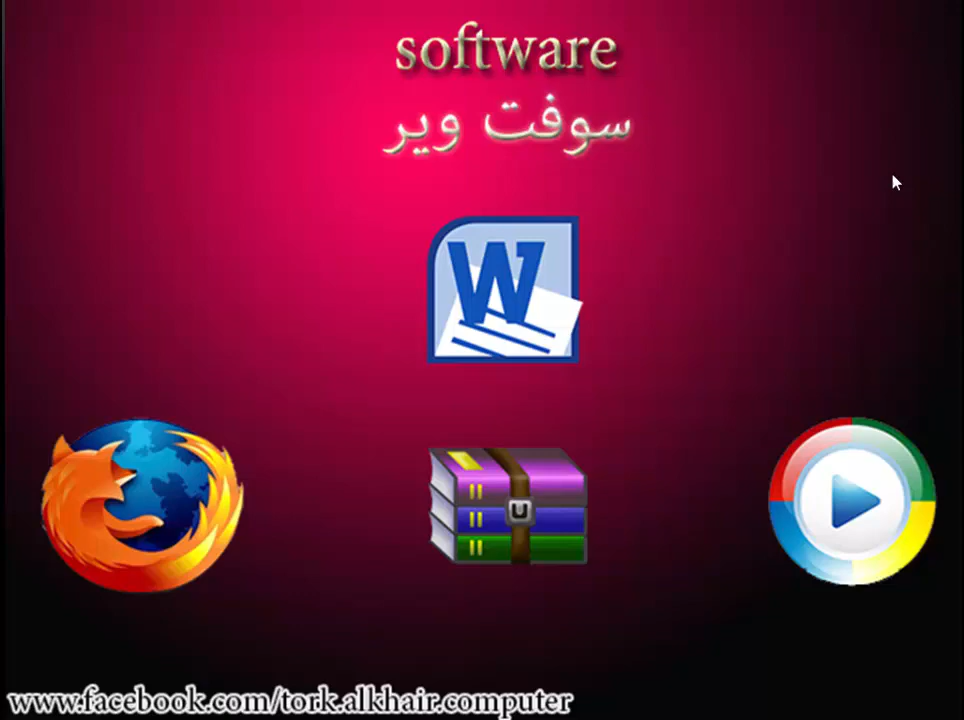 software
سوفت وير
W
U
www.facebook.com/tork.alkhair.computer